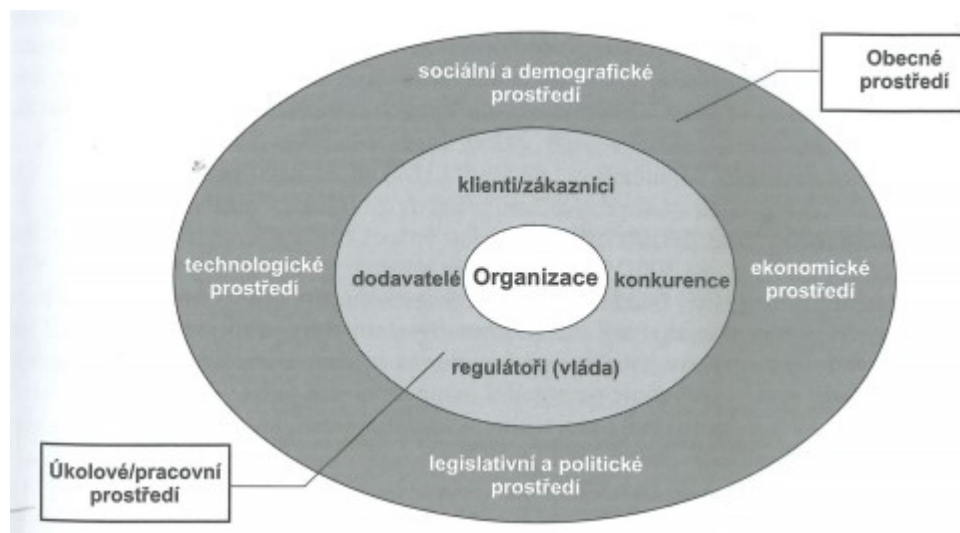 Obecné
prostředí
sociální a demografické
prostředí
klienti/zákazníci
technologické
prostředí
dodavatelé
Organizace
konkurence
ekonomické
prostředí
regulátoři (vláda)
legislativní a politické
prostředí
Úkolové/pracovní
prostředí